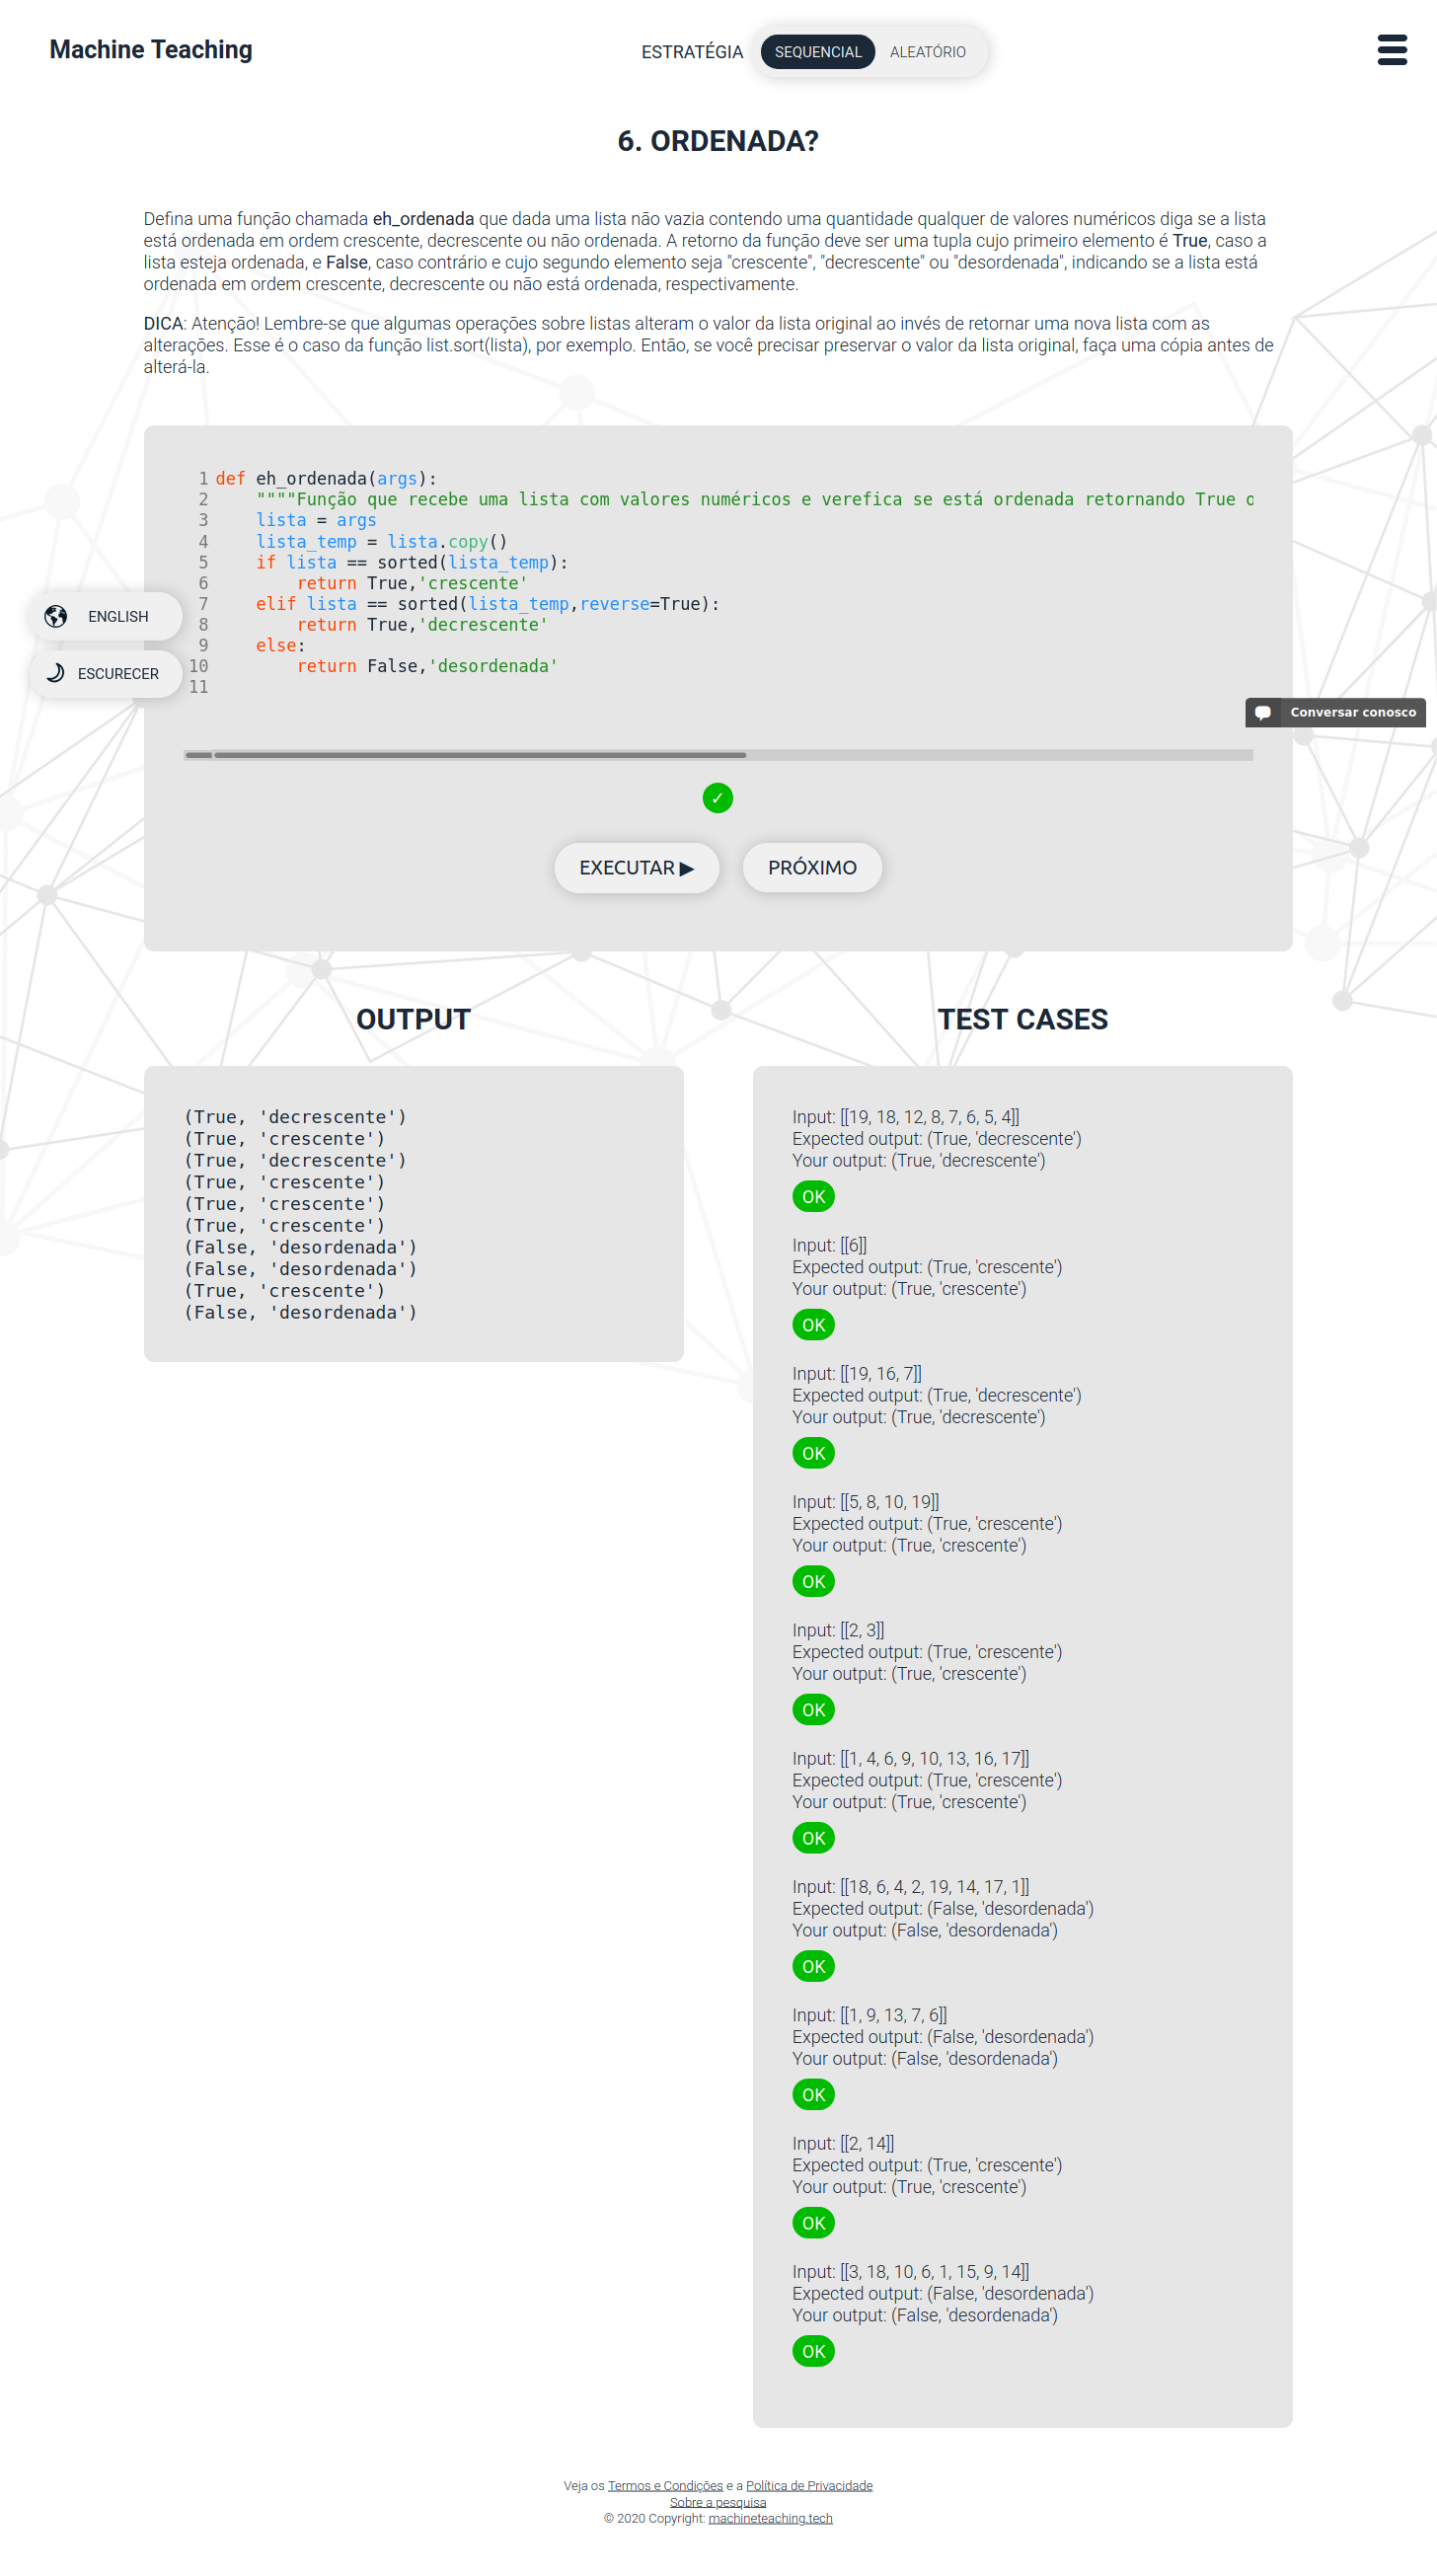 Machine Teaching
ESTRATÉGIA SEQUENCIAL ALEATÓRIO
6. ORDENADA?
Defina uma função chamada eh_ordenada que dada uma lista não vazia contendo uma quantidade qualquer de valores numéricos diga se a lista
está ordenada em ordem crescente, decrescente ou não ordenada. A retorno da função deve ser uma tupla cujo primeiro elemento é True, caso a
lista esteja ordenada, e False, caso contrário e cujo segundo elemento seja "crescente", "decrescente" ou "desordenada", indicando se a lista está
ordenada em ordem crescente, decrescente ou não está ordenada, respectivamente.
DICA: Atenção! Lembre-se que algumas operações sobre listas alteram o valor da lista original ao invés de retornar uma nova lista com as
alterações. Esse é o caso da função list.sort(lista), por exemplo. Então, se você precisar preservar o valor da lista original, faça uma cópia antes de
alterá-la.
1 def eh_ordenada(args):
2     """"Função que recebe uma lista com valores numéricos e verefica se está ordenada retornando True o
3     lista = args
4     lista_temp = lista.copy()
5     if lista == sorted(lista_temp):
6         return True,'crescente'
7     elif lista == sorted(lista_temp,reverse=True):
8         return True,'decrescente'
9     else:
10         return False,'desordenada'
11
ENGLISH
ESCURECER
Conversar conosco
✓
EXECUTAR ▶ PRÓXIMO
OUTPUT
(True, 'decrescente')
(True, 'crescente')
(True, 'decrescente')
(True, 'crescente')
(True, 'crescente')
(True, 'crescente')
(False, 'desordenada')
(False, 'desordenada')
(True, 'crescente')
(False, 'desordenada')
TEST CASES
Input: [[19, 18, 12, 8, 7, 6, 5, 4]]
Expected output: (True, 'decrescente')
Your output: (True, 'decrescente')
OK
Input: [[6]]
Expected output: (True, 'crescente')
Your output: (True, 'crescente')
OK
Input: [[19, 16, 7]]
Expected output: (True, 'decrescente')
Your output: (True, 'decrescente')
OK
Input: [[5, 8, 10, 19]]
Expected output: (True, 'crescente')
Your output: (True, 'crescente')
OK
Input: [[2, 3]]
Expected output: (True, 'crescente')
Your output: (True, 'crescente')
OK
Input: [[1, 4, 6, 9, 10, 13, 16, 17]]
Expected output: (True, 'crescente')
Your output: (True, 'crescente')
OK
Input: [[18, 6, 4, 2, 19, 14, 17, 1]]
Expected output: (False, 'desordenada')
Your output: (False, 'desordenada')
OK
Input: [[1, 9, 13, 7, 6]]
Expected output: (False, 'desordenada')
Your output: (False, 'desordenada')
OK
Input: [[2, 14]]
Expected output: (True, 'crescente')
Your output: (True, 'crescente')
OK
Input: [[3, 18, 10, 6, 1, 15, 9, 14]]
Expected output: (False, 'desordenada')
Your output: (False, 'desordenada')
OK
Veja os Termos e Condições e a Política de Privacidade
Sobre a pesquisa
© 2020 Copyright: machineteaching.tech